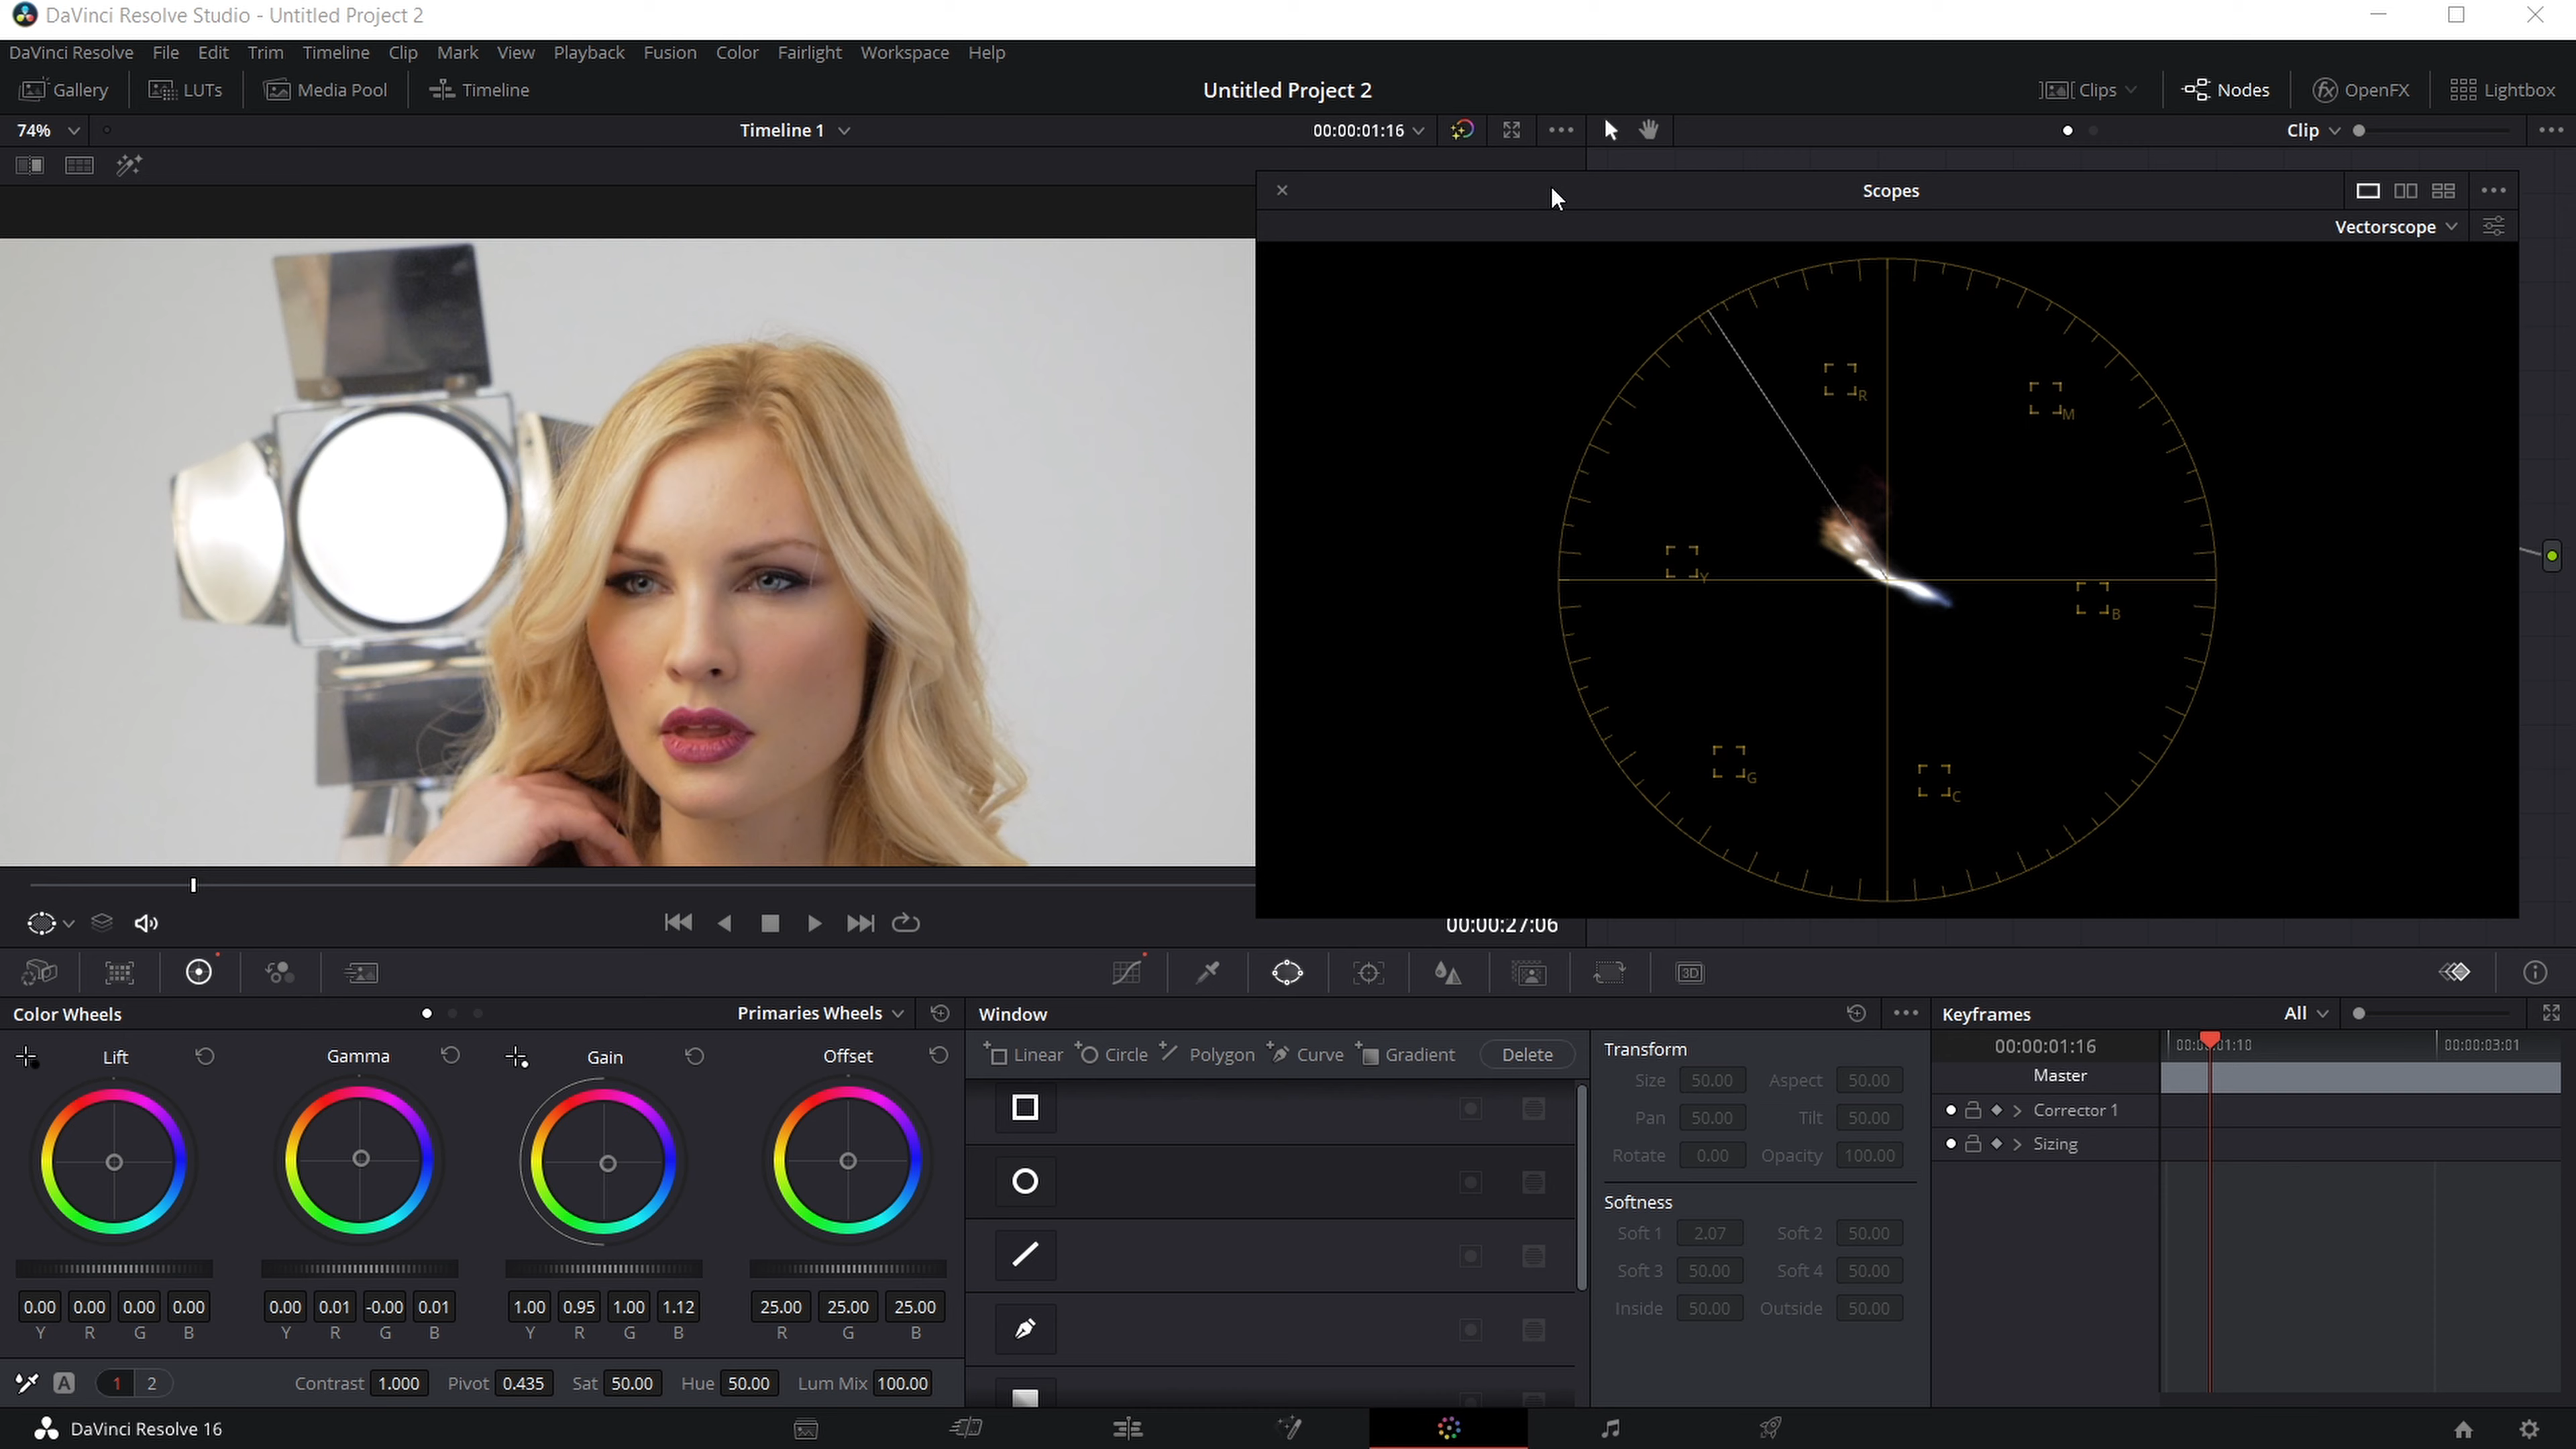 DaVinci Resolve Studio - Untitled Project 2
DaVinci Resolve File Edit Trim Timeline Clip Mark View Playback Fusion Color Fairlight Workspace Help
Gallery LUTs Media Pool Timeline Untitled Project 2 Clips Nodes OpenFX Lightbox
74% Timeline 1 00:00:01:16 Clip
Scopes
Vectorscope
R
M
Y
B
G
C
00:00:27:06
3D
Color Wheels Primaries Wheels Window Keyframes All
Lift Gamma Gain Offset
Linear Circle Polygon Curve Gradient Delete
Transform
Size 50.00 Aspect 50.00
Pan 50.00 Tilt 50.00
Rotate 0.00 Opacity 100.00
Softness
Soft 1 2.07 Soft 2 50.00
Soft 3 50.00 Soft 4 50.00
Inside 50.00 Outside 50.00
00:00:01:16 00:00:03:01
Master
Corrector 1
Sizing
0.00 0.00 0.00 0.00 0.00 0.01 -0.00 0.01 1.00 0.95 1.00 1.12 25.00 25.00 25.00
Y R G B Y R G B Y R G B R G B
A 1 2 Contrast 1.000 Pivot 0.435 Sat 50.00 Hue 50.00 Lum Mix 100.00
DaVinci Resolve 16